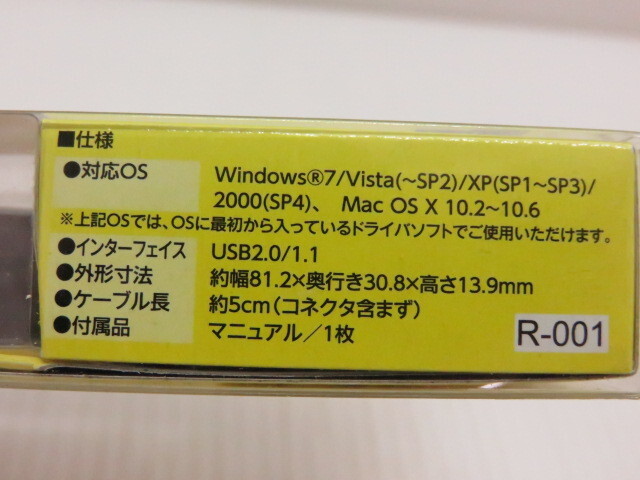 ■仕様
●対応OS Windows®7/Vista(~SP2)/XP(SP1~SP3)/
2000(SP4)、 Mac OS X 10.2~10.6
※上記OSでは、OSに最初から入っているドライバソフトでご使用いただけます。
●インターフェイス USB2.0/1.1
●外形寸法 約幅81.2×奥行き30.8×高さ13.9mm
●ケーブル長 約5cm(コネクタ含まず)
●付属品 マニュアル/1枚
R-001